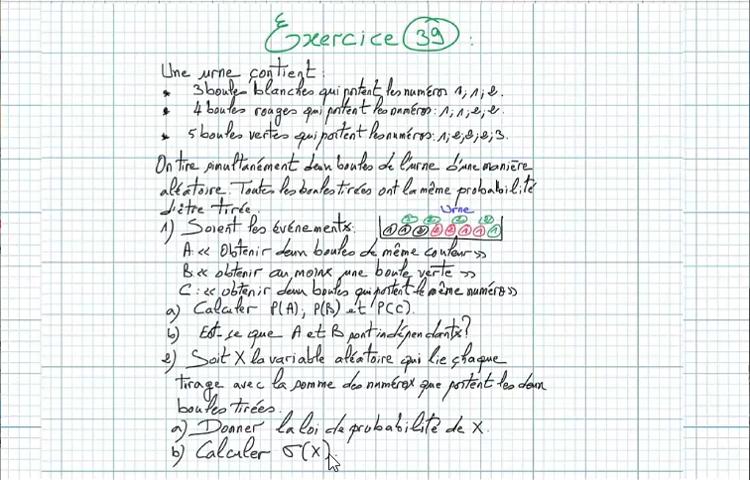 Exercice 39 :
Une urne contient :
* 3 boules blanches qui portent les numéros 1, 1, 2.
* 4 boules rouges qui portent les numéros : 1, 1, 2, 2.
* 5 boules vertes qui portent les numéros : 1, 2, 2, 2, 3.
On tire simultanément deux boules de l'urne d'une manière
aléatoire. Toutes les boules tirées ont la même probabilité
d'être tirée.
Urne
1) Soient les événements.
A « Obtenir deux boules de même couleur »
B « obtenir au moins une boule verte »
C : « obtenir deux boules qui portent le même numéro »
a) Calculer P(A), P(B) et P(C).
b) Est-se que A et B sont indépendants?
2) Soit X la variable aléatoire qui lie chaque
tirage avec la somme des numéros que portent les deux
boules tirées.
a) Donner la loi de probabilité de X.
b) Calculer σ(X)